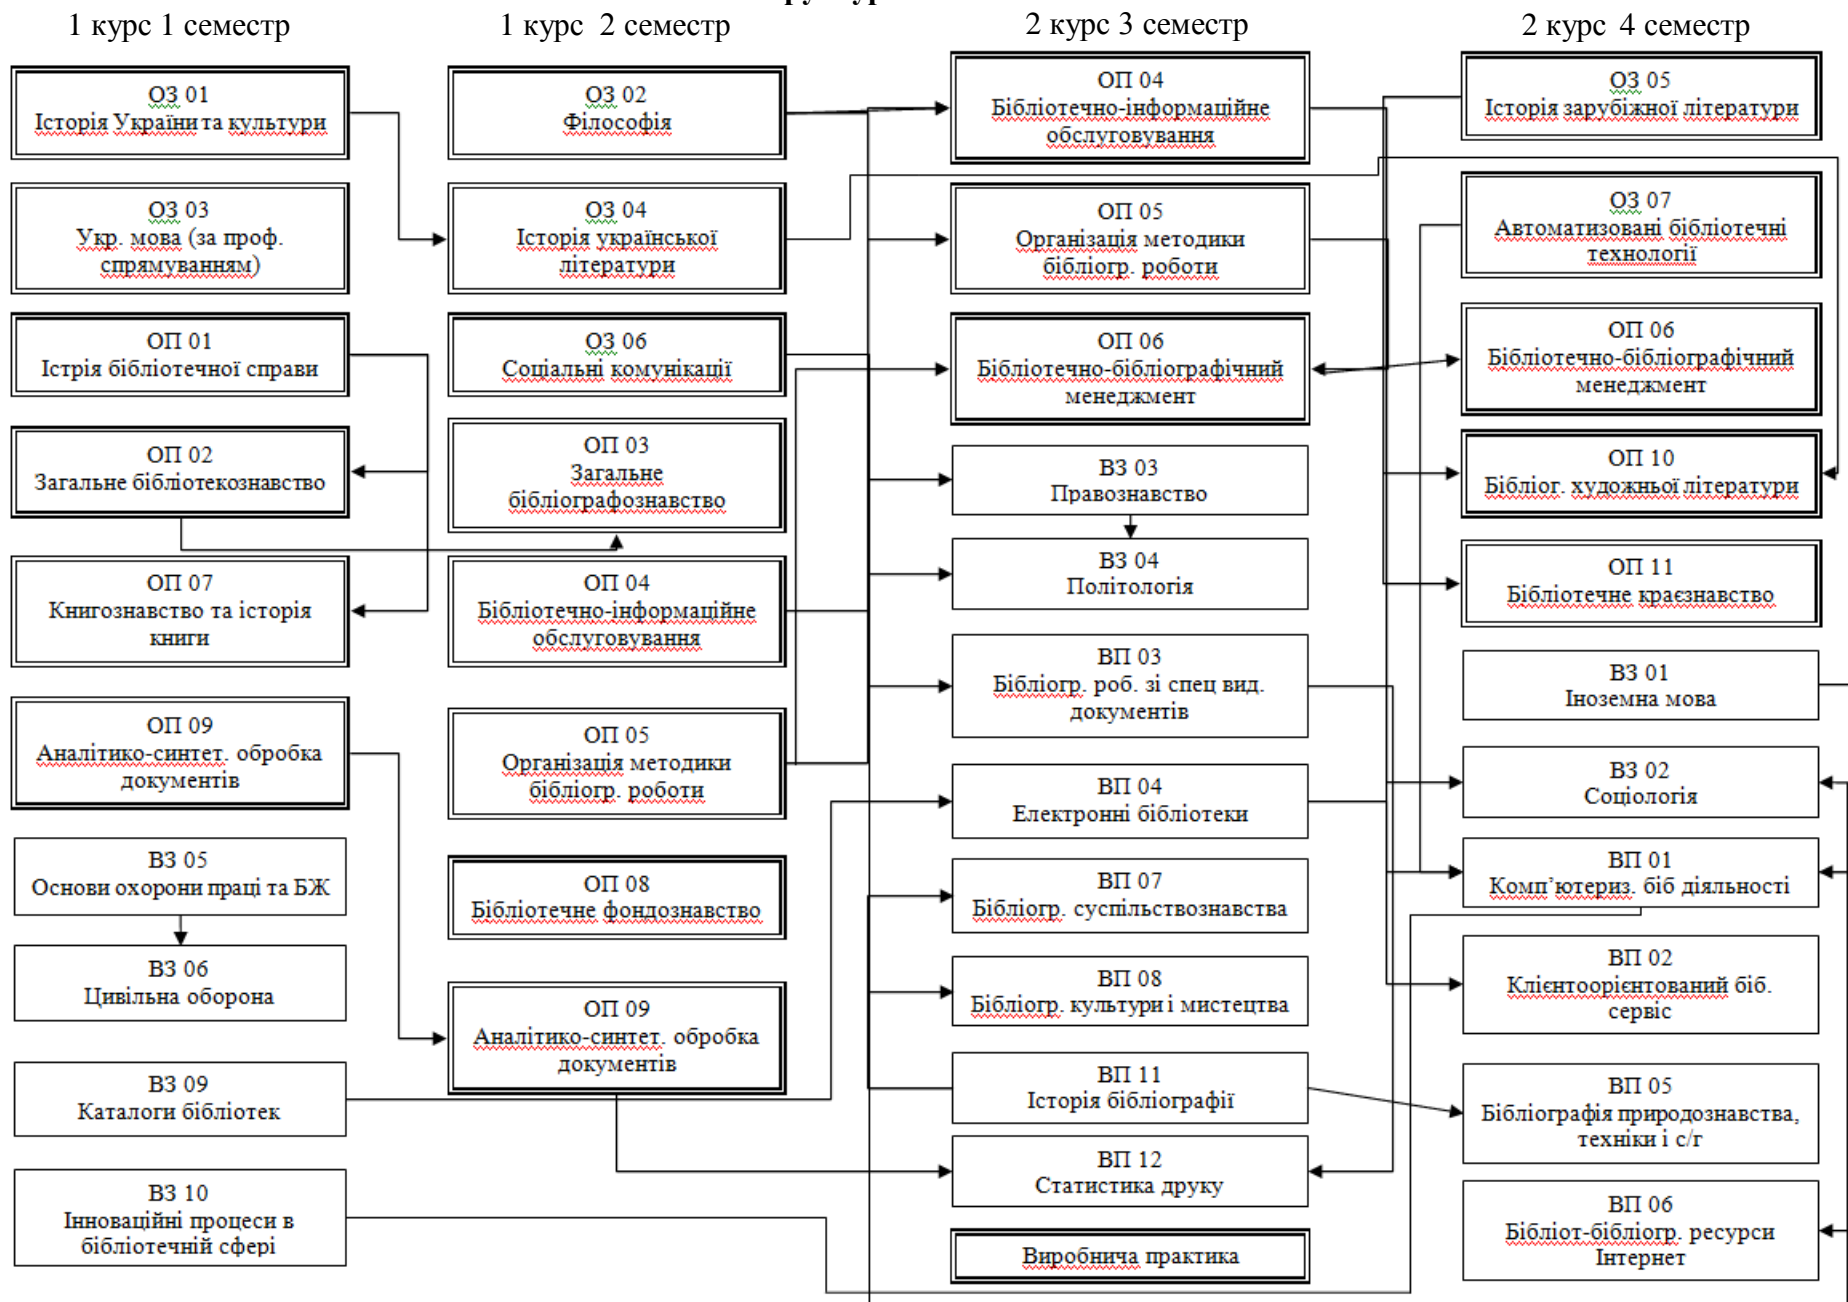 1 курс 1 семестр
1 курс 2 семестр
2 курс 3 семестр
2 курс 4 семестр
ОЗ 01
Історія України та культури
ОЗ 03
Укр. мова (за проф.
спрямуванням)
ОП 01
Істрія бібліотечної справи
ОП 02
Загальне бібліотекознавство
ОП 07
Книгознавство та історія
книги
ОП 09
Аналітико-синтет. обробка
документів
ВЗ 05
Основи охорони праці та БЖ
ВЗ 06
Цивільна оборона
ВЗ 09
Каталоги бібліотек
ВЗ 10
Інноваційні процеси в
бібліотечній сфері
ОЗ 02
Філософія
ОЗ 04
Історія української
літератури
ОЗ 06
Соціальні комунікації
ОП 03
Загальне
бібліографознавство
ОП 04
Бібліотечно-інформаційне
обслуговування
ОП 05
Організація методики
бібліогр. роботи
ОП 08
Бібліотечне фондознавство
ОП 09
Аналітико-синтет. обробка
документів
ОП 04
Бібліотечно-інформаційне
обслуговування
ОП 05
Організація методики
бібліогр. роботи
ОП 06
Бібліотечно-бібліографічний
менеджмент
ВЗ 03
Правознавство
ВЗ 04
Політологія
ВП 03
Бібліогр. роб. зі спец вид.
документів
ВП 04
Електронні бібліотеки
ВП 07
Бібліогр. суспільствознавства
ВП 08
Бібліогр. культури і мистецтва
ВП 11
Історія бібліографії
ВП 12
Статистика друку
Виробнича практика
ОЗ 05
Історія зарубіжної літератури
ОЗ 07
Автоматизовані бібліотечні
технології
ОП 06
Бібліотечно-бібліографічний
менеджмент
ОП 10
Бібліог. художньої літератури
ОП 11
Бібліотечне краєзнавство
ВЗ 01
Іноземна мова
ВЗ 02
Соціологія
ВП 01
Комп’ютериз. біб діяльності
ВП 02
Клієнтоорієнтований біб.
сервіс
ВП 05
Бібліографія природознавства,
техніки і с/г
ВП 06
Бібліот-бібліогр. ресурси
Інтернет